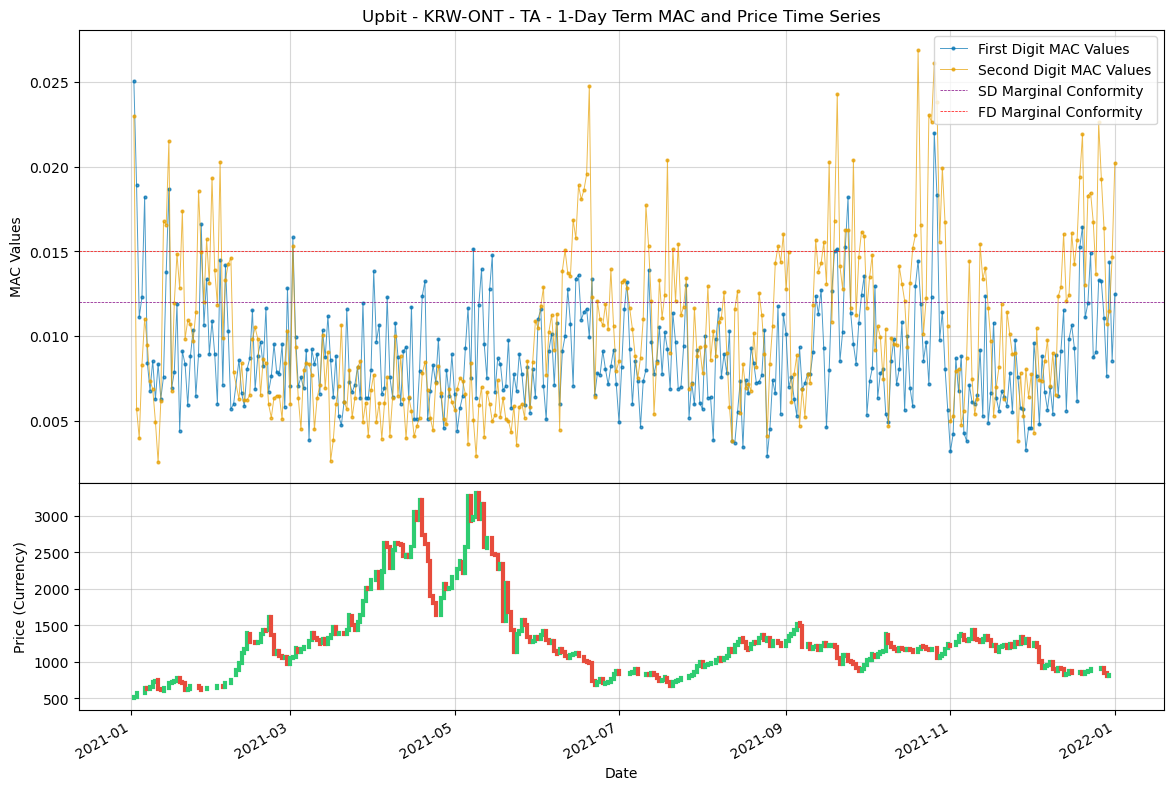 Upbit - KRW-ONT - TA - 1-Day Term MAC and Price Time Series
First Digit MAC Values
Second Digit MAC Values
SD Marginal Conformity
FD Marginal Conformity
MAC Values
0.025
0.020
0.015
0.010
0.005
Price (Currency)
3000
2500
2000
1500
1000
500
2021-01
2021-03
2021-05
2021-07
2021-09
2021-11
2022-01
Date